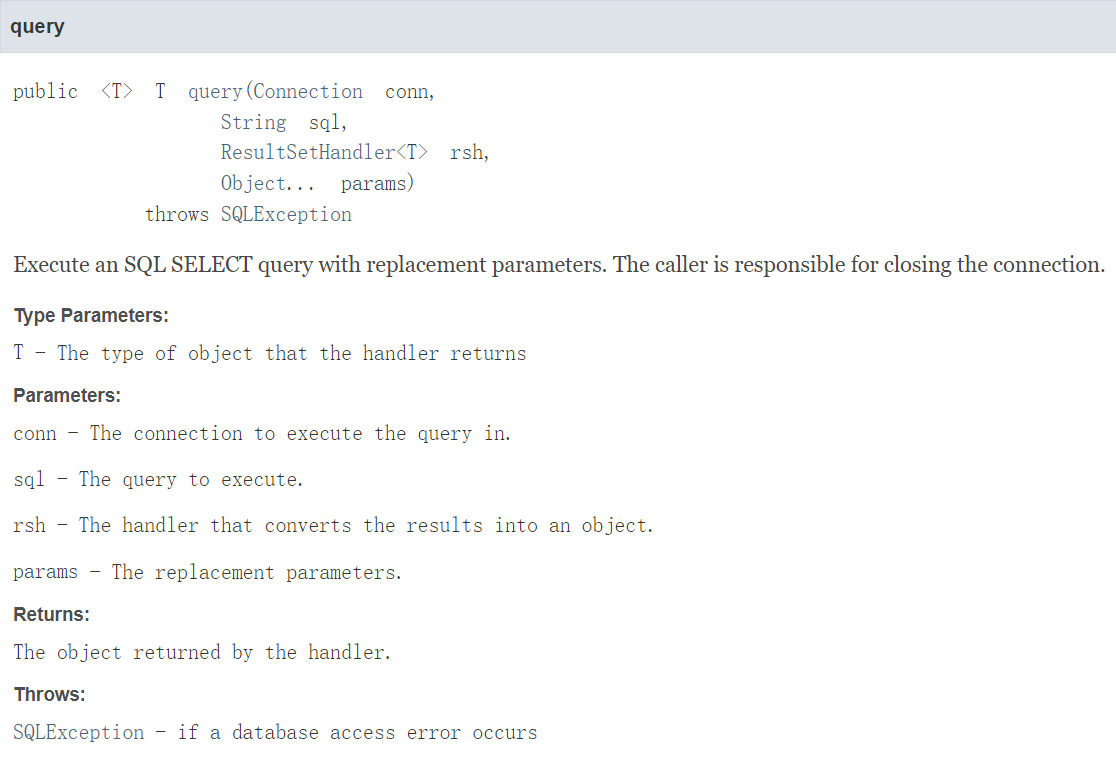 query
public <T> T query(Connection conn,
String sql,
ResultSetHandler<T> rsh,
Object... params)
throws SQLException
Execute an SQL SELECT query with replacement parameters. The caller is responsible for closing the connection.
Type Parameters:
T - The type of object that the handler returns
Parameters:
conn - The connection to execute the query in.
sql - The query to execute.
rsh - The handler that converts the results into an object.
params - The replacement parameters.
Returns:
The object returned by the handler.
Throws:
SQLException - if a database access error occurs